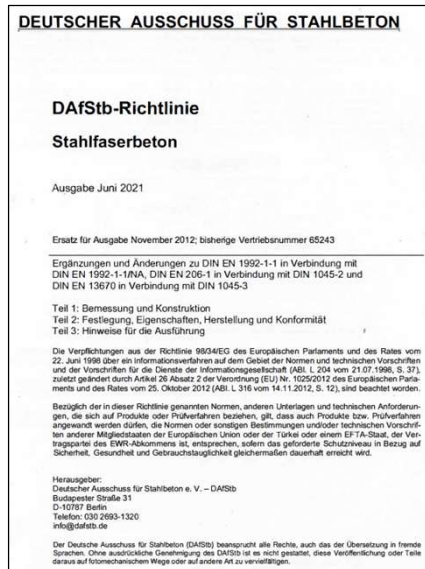 DEUTSCHER AUSSCHUSS FÜR STAHLBETON
DAfStb-Richtlinie
Stahlfaserbeton
Ausgabe Juni 2021
Ersatz für Ausgabe November 2012; bisherige Vertriebsnummer 65243
Ergänzungen und Änderungen zu DIN EN 1992-1-1 in Verbindung mit
DIN EN 1992-1-1/NA, DIN EN 206-1 in Verbindung mit DIN 1045-2 und
DIN EN 13670 in Verbindung mit DIN 1045-3
Teil 1: Bemessung und Konstruktion
Teil 2: Festlegung, Eigenschaften, Herstellung und Konformität
Teil 3: Hinweise für die Ausführung
Die Verpflichtungen aus der Richtlinie 98/34/EG des Europäischen Parlaments und des Rates vom
22. Juni 1998 über ein Informationsverfahren auf dem Gebiet der Normen und technischen Vorschriften
und der Vorschriften für die Dienste der Informationsgesellschaft (ABl. L 204 vom 21.07.1998, S. 37),
zuletzt geändert durch Artikel 26 Absatz 2 der Verordnung (EU) Nr. 1025/2012 des Europäischen Parla-
ments und des Rates vom 25. Oktober 2012 (ABl. L 316 vom 14.11.2012, S. 12), sind beachtet worden.
Bezüglich der in dieser Richtlinie genannten Normen, anderen Unterlagen und technischen Anforderun-
gen, die sich auf Produkte oder Prüfverfahren beziehen, gilt, dass auch Produkte bzw. Prüfverfahren
angewandt werden dürfen, die Normen oder sonstigen Bestimmungen und/oder technischen Vorschrif-
ten anderer Mitgliedstaaten der Europäischen Union oder der Türkei oder einem EFTA-Staat, der Ver-
tragspartei des EWR-Abkommens ist, entsprechen, sofern das geforderte Schutzniveau in Bezug auf
Sicherheit, Gesundheit und Gebrauchstauglichkeit gleichermaßen dauerhaft erreicht wird.
Herausgeber:
Deutscher Ausschuss für Stahlbeton e. V. – DAfStb
Budapester Straße 31
D-10787 Berlin
Telefon: 030 2693-1320
info@dafstb.de
Der Deutsche Ausschuss für Stahlbeton (DAfStb) beansprucht alle Rechte, auch das der Übersetzung in fremde
Sprachen. Ohne ausdrückliche Genehmigung des DAfStb ist es nicht gestattet, diese Veröffentlichung oder Teile
daraus auf fotomechanischem Wege oder auf andere Art zu vervielfältigen.